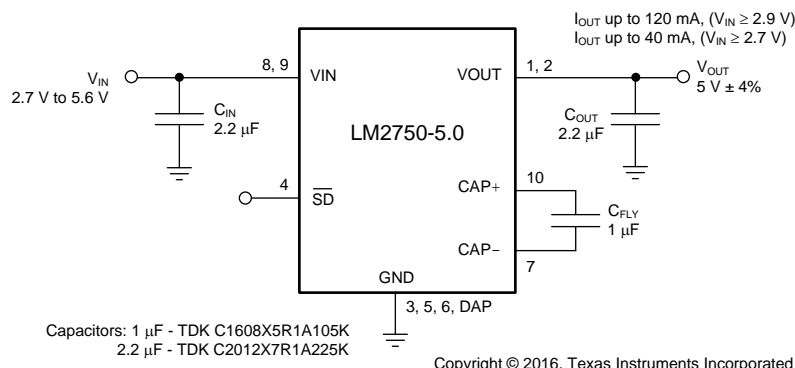 I_OUT up to 120 mA, (V_IN ≥ 2.9 V)
I_OUT up to 40 mA, (V_IN ≥ 2.7 V)
V_IN
2.7 V to 5.6 V
8, 9
VIN
VOUT
1, 2
V_OUT
5 V ± 4%
C_IN
2.2 μF
LM2750-5.0
C_OUT
2.2 μF
4
SD
CAP+
10
C_FLY
1 μF
CAP−
7
GND
3, 5, 6, DAP
Capacitors: 1 μF - TDK C1608X5R1A105K
2.2 μF - TDK C2012X7R1A225K
Copyright © 2016, Texas Instruments Incorporated